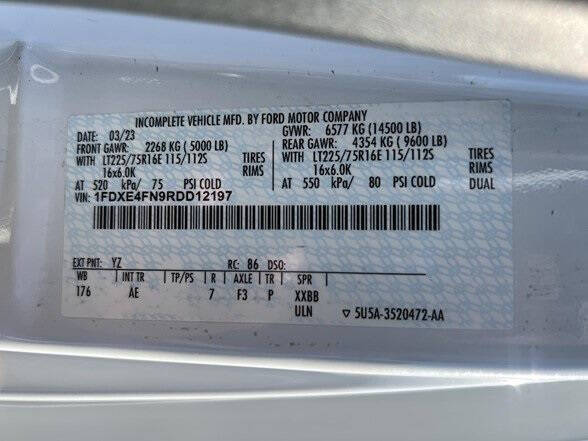 INCOMPLETE VEHICLE MFD. BY FORD MOTOR COMPANY
DATE: 03/23 GVWR: 6577 KG (14500 LB)
FRONT GAWR: 2268 KG (5000 LB) REAR GAWR: 4354 KG (9600 LB)
WITH LT225/75R16E 115/112S TIRES WITH LT225/75R16E 115/112S TIRES
16x6.0K RIMS 16x6.0K RIMS
AT 520 kPa/ 75 PSI COLD AT 550 kPa/ 80 PSI COLD DUAL
VIN: 1FDXE4FN9RDD12197
EXT PNT: YZ RC: 86 DSO:
WB INT TR TP/PS R AXLE TR SPR
176 AE 7 F3 P XXBB
ULN ▽ 5U5A-3520472-AA